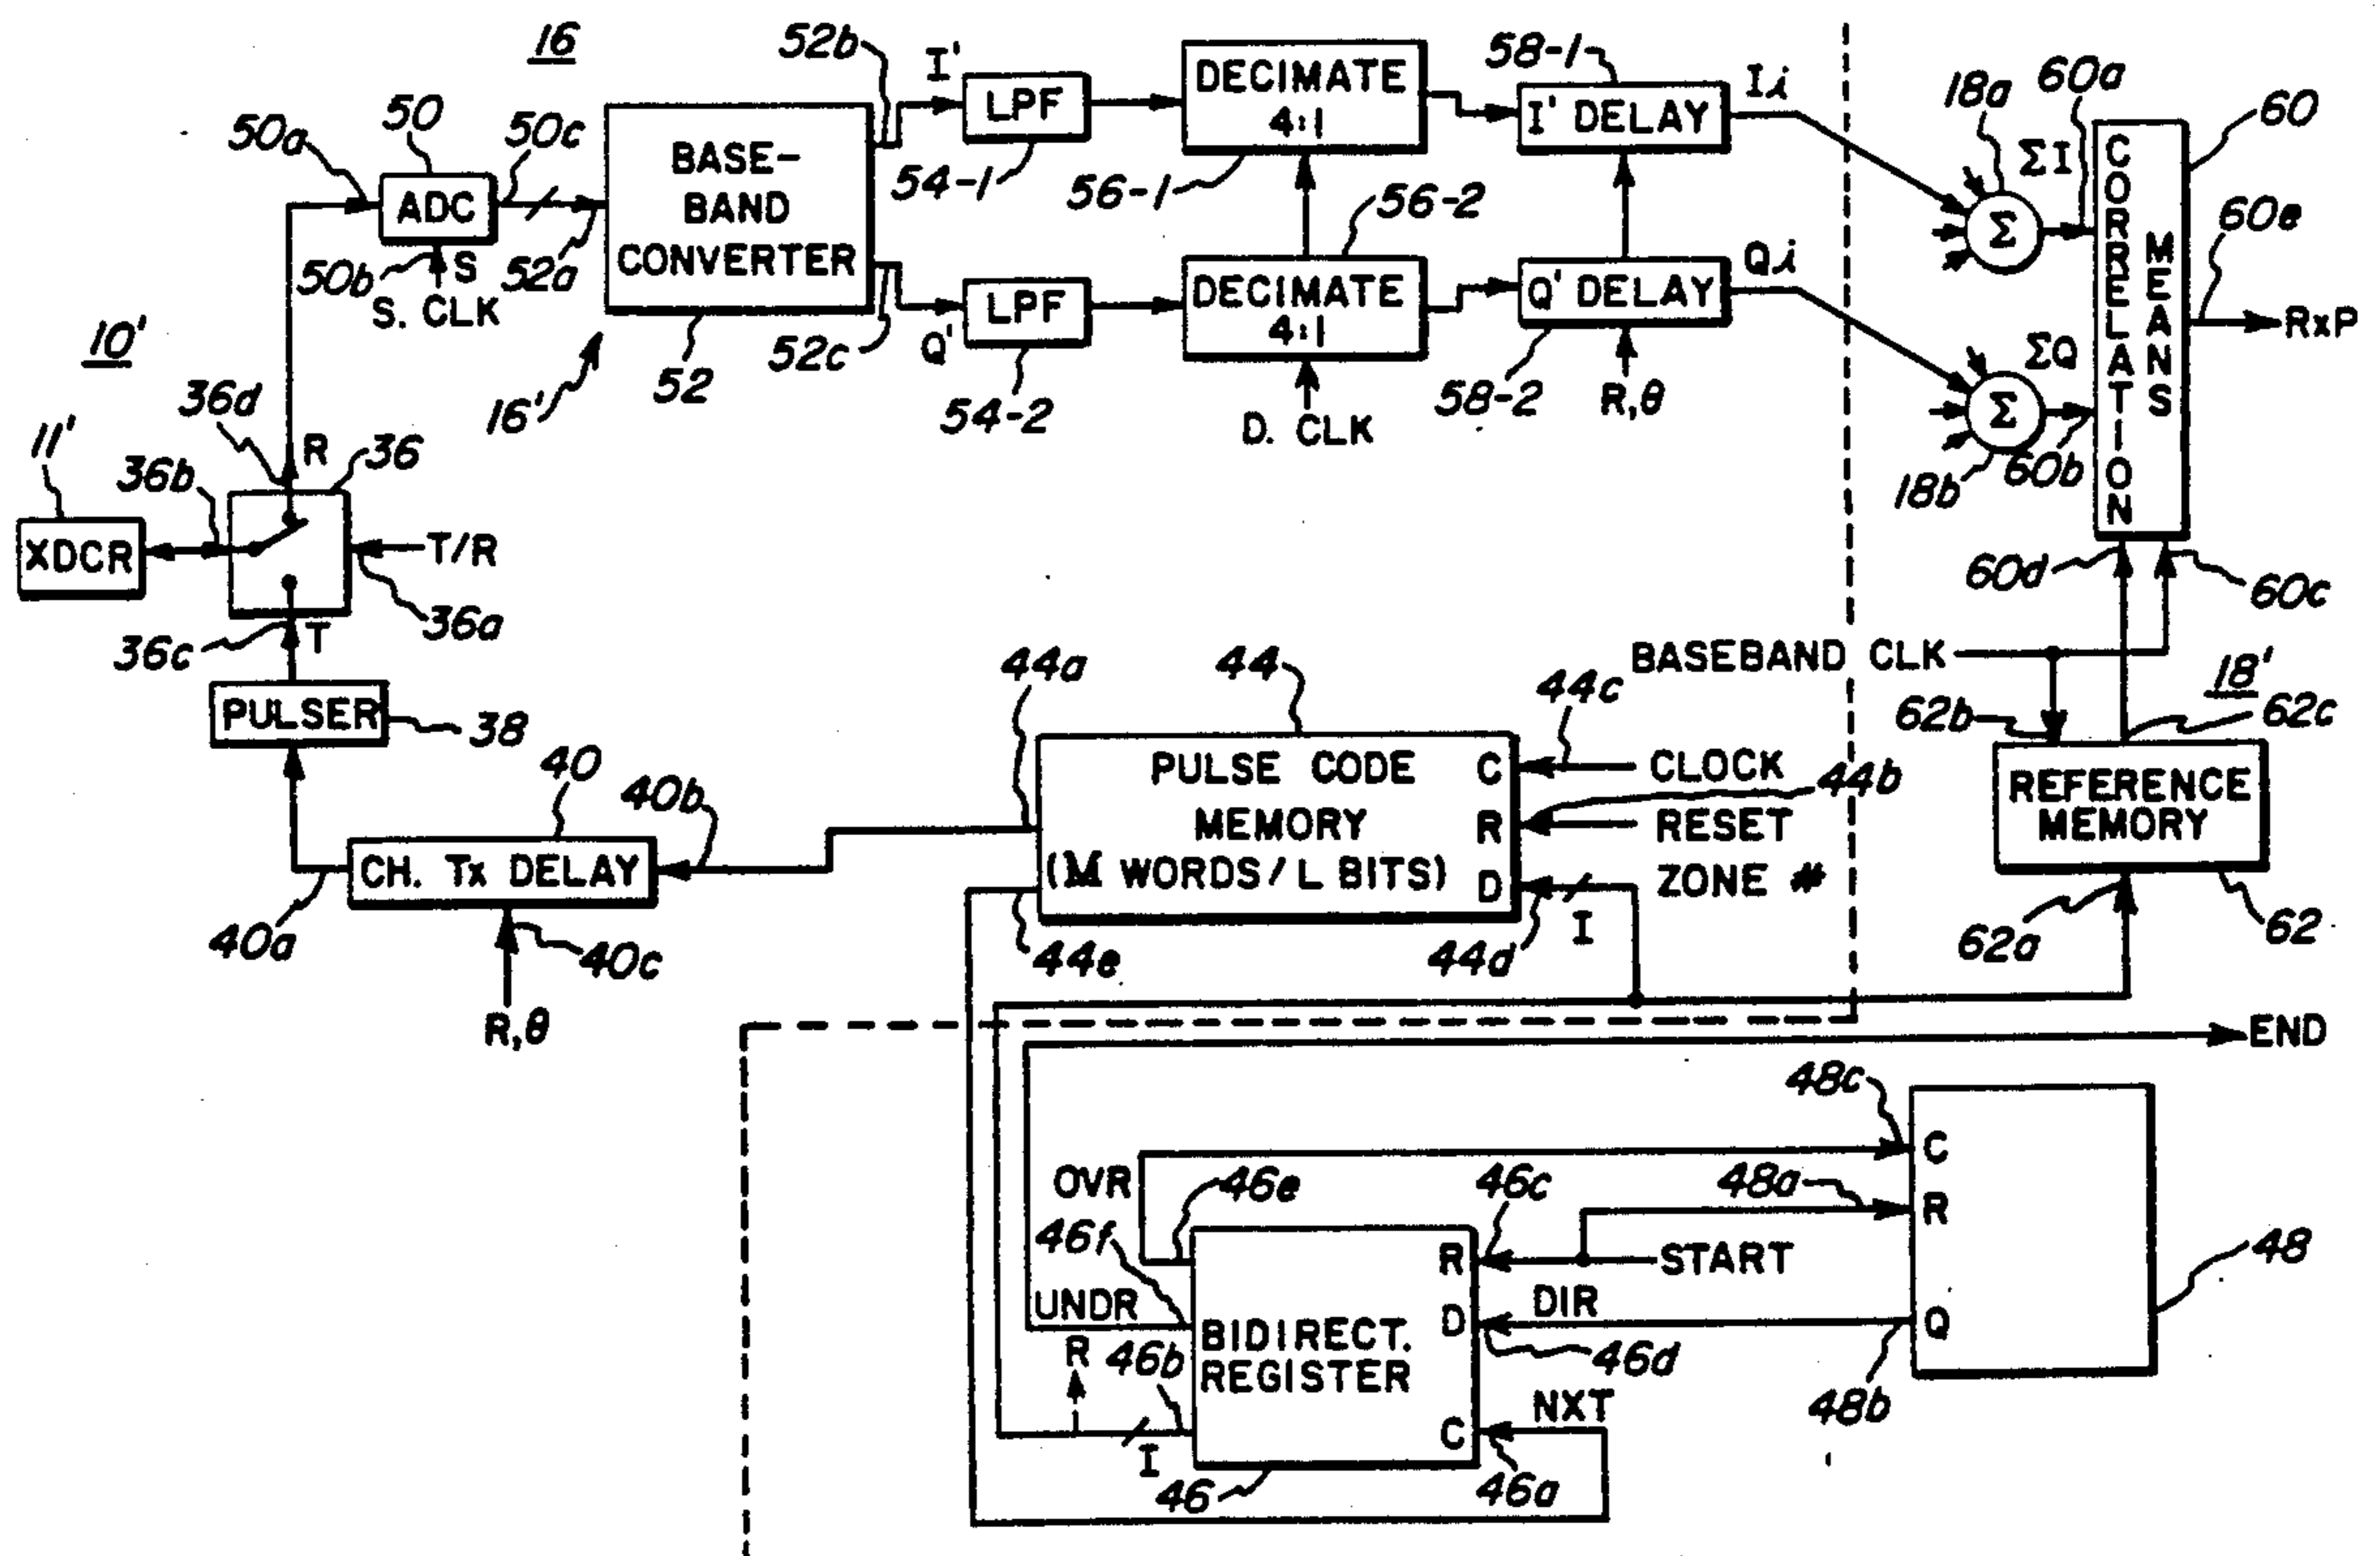 16
52b
I'
58-1
Ii
18a
60a
50a
50
50c
LPF
DECIMATE
4:1
I' DELAY
ΣI
60
ADC
BASE-
BAND
CONVERTER
54-1
56-1
56-2
Σ
CORRELATION
MEANS
60e
50b
S
S. CLK
52a
Qi
RxP
10'
LPF
DECIMATE
4:1
Q' DELAY
ΣQ
16'
52
52c
Q'
54-2
D. CLK
58-2
R,θ
Σ
36d
18b
60b
11'
36b
R
36
XDCR
T/R
36a
60d
60c
36c
T
BASEBAND CLK
18'
PULSER
38
44a
44
44c
62b
62c
PULSE CODE
MEMORY
(M WORDS/L BITS)
C
R
D
CLOCK
44b
RESET
ZONE #
REFERENCE
MEMORY
40
40b
CH. Tx DELAY
40a
40c
R,θ
44e
44d
I
62a
62
END
48c
C
OVR
46e
46c
48a
R
46f
R
START
48
UNDR
BIDIRECT.
REGISTER
D
DIR
Q
R
46b
46d
48b
C
NXT
I
46
46a